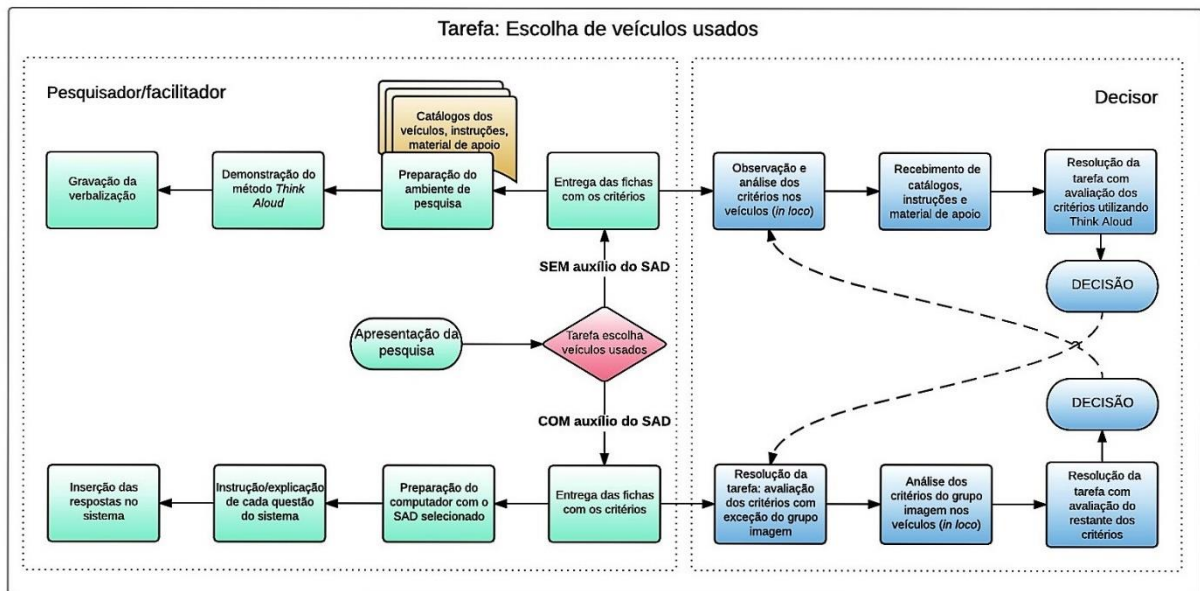 Tarefa: Escolha de veículos usados
Pesquisador/facilitador
Decisor
Catálogos dos
veículos, instruções,
material de apoio
Gravação da
verbalização
Demonstração do
método Think
Aloud
Preparação do
ambiente de
pesquisa
Entrega das fichas
com os critérios
Observação e
análise dos
critérios nos
veículos (in loco)
Recebimento de
catálogos,
instruções e
material de apoio
Resolução da
tarefa com
avaliação dos
critérios utilizando
Think Aloud
SEM auxílio do SAD
DECISÃO
Apresentação da
pesquisa
Tarefa escolha
veículos usados
DECISÃO
COM auxílio do SAD
Inserção das
respostas no
sistema
Instrução/explicação
de cada questão
do sistema
Preparação do
computador com o
SAD selecionado
Entrega das fichas
com os critérios
Resolução da
tarefa: avaliação
dos critérios com
exceção do grupo
imagem
Análise dos
critérios do grupo
imagem nos
veículos (in loco)
Resolução da
tarefa com
avaliação do
restante dos
critérios